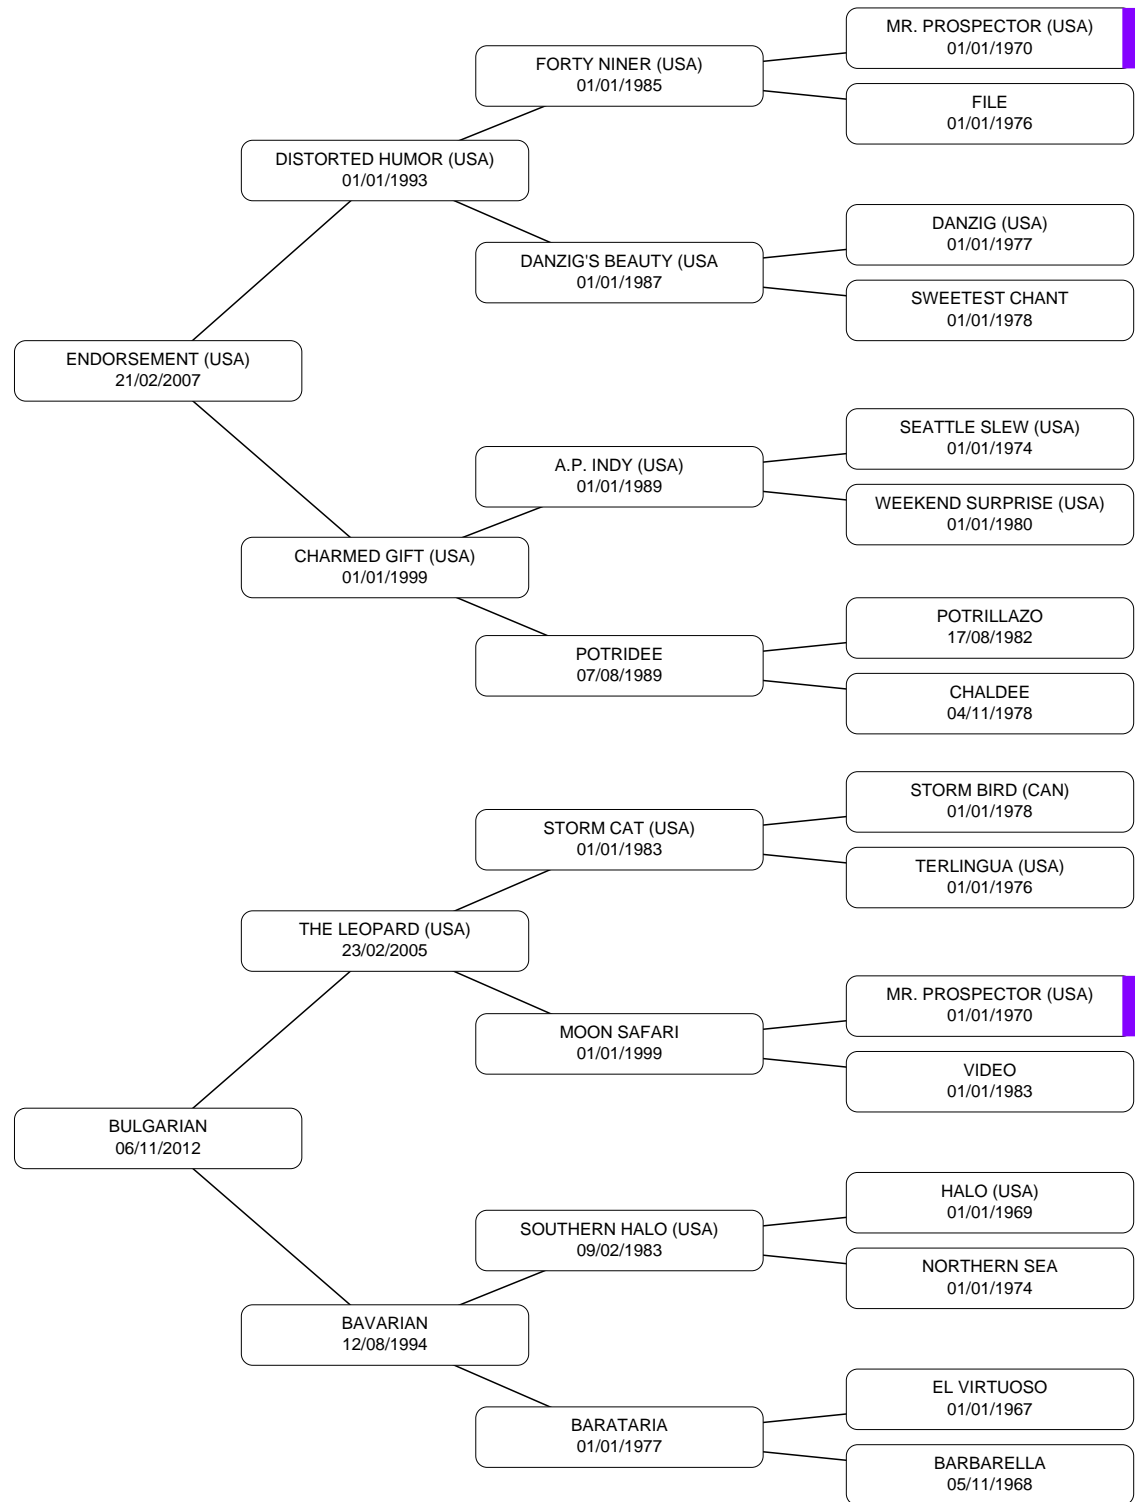 MR. PROSPECTOR (USA)
01/01/1970
FORTY NINER (USA)
01/01/1985
FILE
01/01/1976
DISTORTED HUMOR (USA)
01/01/1993
DANZIG (USA)
01/01/1977
DANZIG'S BEAUTY (USA
01/01/1987
SWEETEST CHANT
01/01/1978
ENDORSEMENT (USA)
21/02/2007
SEATTLE SLEW (USA)
01/01/1974
A.P. INDY (USA)
01/01/1989
WEEKEND SURPRISE (USA)
01/01/1980
CHARMED GIFT (USA)
01/01/1999
POTRILLAZO
17/08/1982
POTRIDEE
07/08/1989
CHALDEE
04/11/1978
STORM BIRD (CAN)
01/01/1978
STORM CAT (USA)
01/01/1983
TERLINGUA (USA)
01/01/1976
THE LEOPARD (USA)
23/02/2005
MR. PROSPECTOR (USA)
01/01/1970
MOON SAFARI
01/01/1999
VIDEO
01/01/1983
BULGARIAN
06/11/2012
HALO (USA)
01/01/1969
SOUTHERN HALO (USA)
09/02/1983
NORTHERN SEA
01/01/1974
BAVARIAN
12/08/1994
EL VIRTUOSO
01/01/1967
BARATARIA
01/01/1977
BARBARELLA
05/11/1968